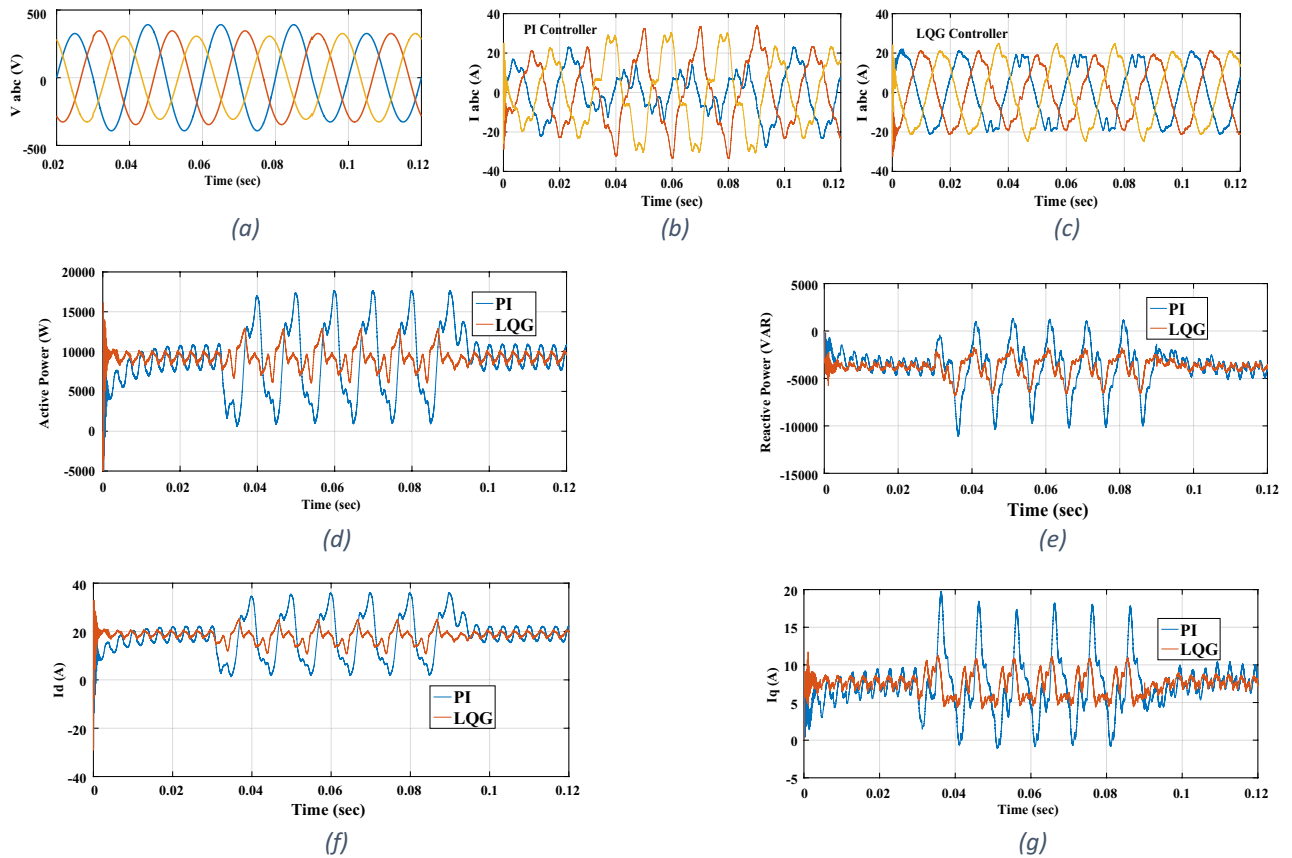 V abc (V)
500
0
-500
0.02 0.04 0.06 0.08 0.1 0.12
Time (sec)
(a)
PI Controller
I abc (A)
40
20
0
-20
-40
0 0.02 0.04 0.06 0.08 0.1 0.12
Time (sec)
(b)
LQG Controller
I abc (A)
40
20
0
-20
-40
0 0.02 0.04 0.06 0.08 0.1 0.12
Time (sec)
(c)
Active Power (W)
20000
15000
10000
5000
0
-5000
PI
LQG
0 0.02 0.04 0.06 0.08 0.1 0.12
Time (sec)
(d)
Reactive Power (VAR)
5000
0
-5000
-10000
-15000
PI
LQG
0 0.02 0.04 0.06 0.08 0.1 0.12
Time (sec)
(e)
Id (A)
40
20
0
-20
-40
PI
LQG
0 0.02 0.04 0.06 0.08 0.1 0.12
Time (sec)
(f)
Iq (A)
20
15
10
5
0
-5
PI
LQG
0 0.02 0.04 0.06 0.08 0.1 0.12
Time (sec)
(g)